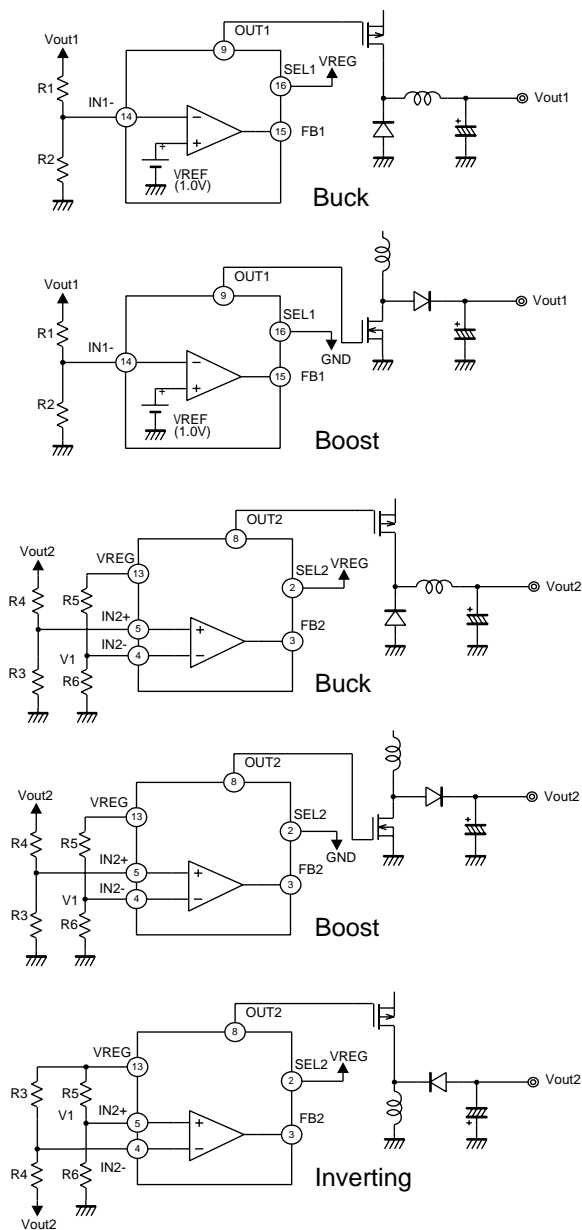 OUT1
Vout1
9
SEL1
VREG
R1
IN1-
16
Vout1
14
−
15
FB1
+
R2
+
VREF
(1.0V)
+
Buck
OUT1
Vout1
9
SEL1
Vout1
R1
IN1-
16
14
−
GND
15
FB1
+
R2
+
VREF
(1.0V)
+
Boost
OUT2
8
Vout2
VREG
SEL2
VREG
13
2
Vout2
R4
R5
IN2+
5
+
FB2
IN2-
4
−
3
V1
R3
R6
+
Buck
OUT2
8
Vout2
VREG
SEL2
Vout2
13
2
R4
R5
GND
IN2+
5
+
FB2
IN2-
4
−
3
V1
R3
R6
+
Boost
OUT2
8
VREG
SEL2
VREG
13
2
Vout2
R3
R5
V1
IN2+
5
+
FB2
4
−
3
IN2-
R4
R6
+
Vout2
Inverting